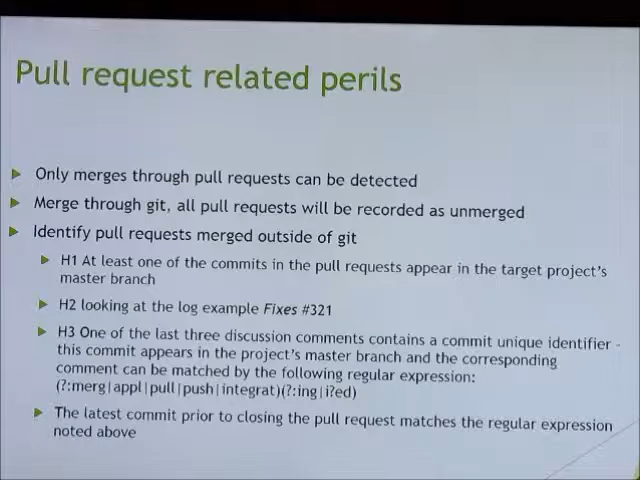 Pull request related perils
Only merges through pull requests can be detected
Merge through git, all pull requests will be recorded as unmerged
Identify pull requests merged outside of git
H1 At least one of the commits in the pull requests appear in the target project's
master branch
H2 looking at the log example Fixes #321
H3 One of the last three discussion comments contains a commit unique identifier -
this commit appears in the project's master branch and the corresponding
comment can be matched by the following regular expression:
(?:merg|appl|pull|push|integrat)(?:ing|i?ed)
The latest commit prior to closing the pull request matches the regular expression
noted above